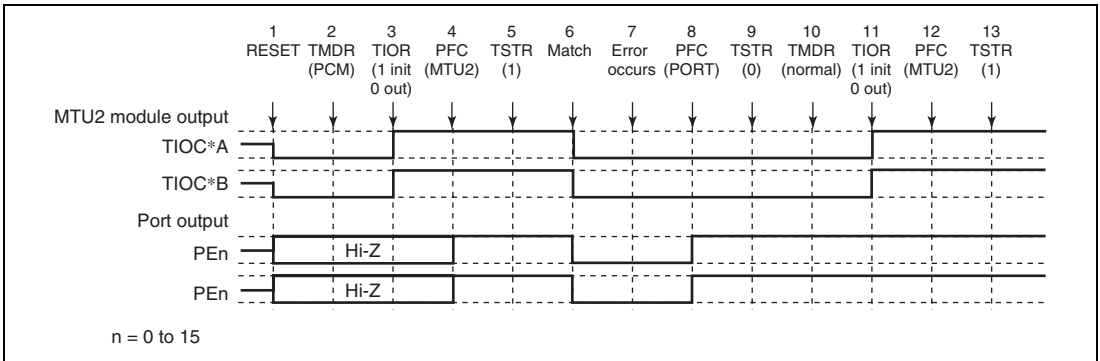 1 2 3 4 5 6 7 8 9 10 11 12 13
RESET TMDR TIOR PFC TSTR Match Error PFC TSTR TMDR TIOR PFC TSTR
(PCM) (1 init (MTU2) (1) occurs (PORT) (0) (normal) (1 init (MTU2) (1)
0 out) 0 out)
MTU2 module output
TIOC*A
TIOC*B
Port output
PEn Hi-Z
PEn Hi-Z
n = 0 to 15